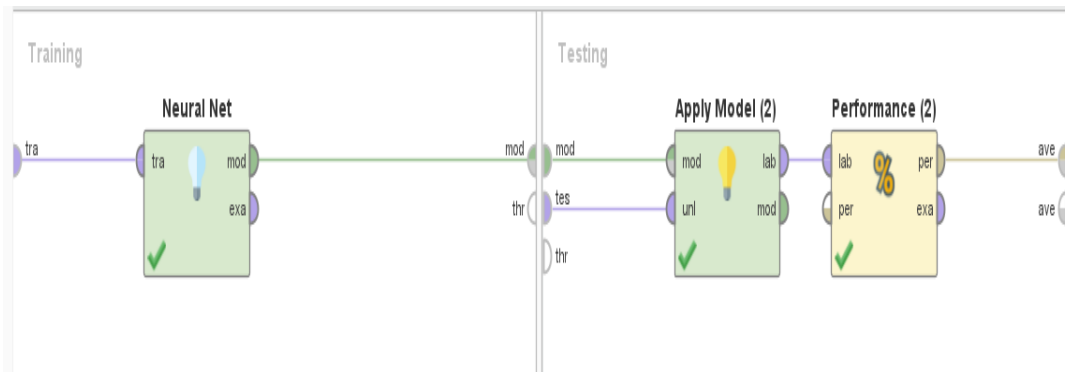 Training
Testing
Neural Net
Apply Model (2)
Performance (2)
tra
tra
mod
mod
mod
mod
lab
lab
per
ave
exa
thr
tes
unl
mod
per
exa
ave
thr
%